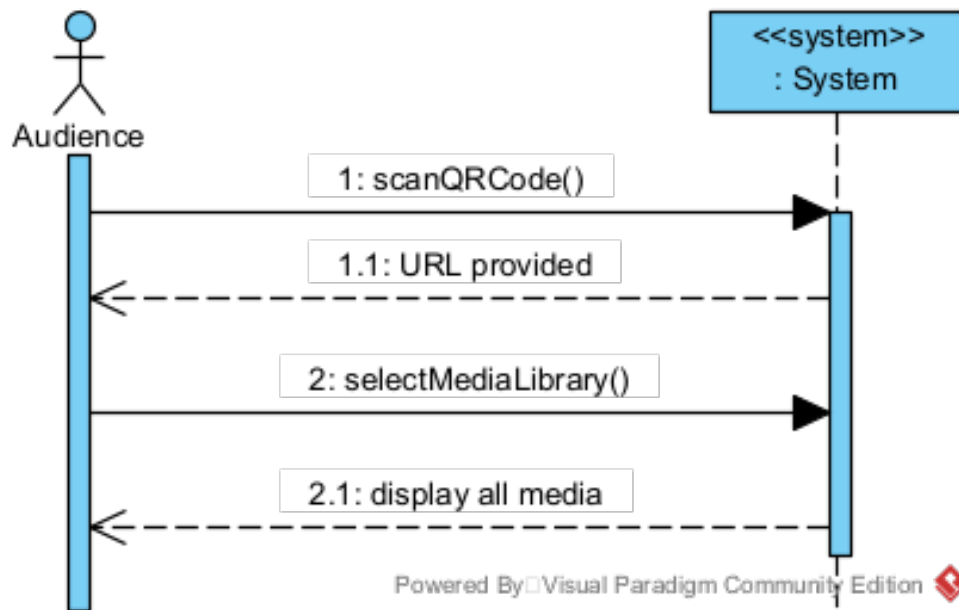 <<system>>
: System
Audience
1: scanQRCode()
1.1: URL provided
2: selectMediaLibrary()
2.1: display all media
Powered By□Visual Paradigm Community Edition